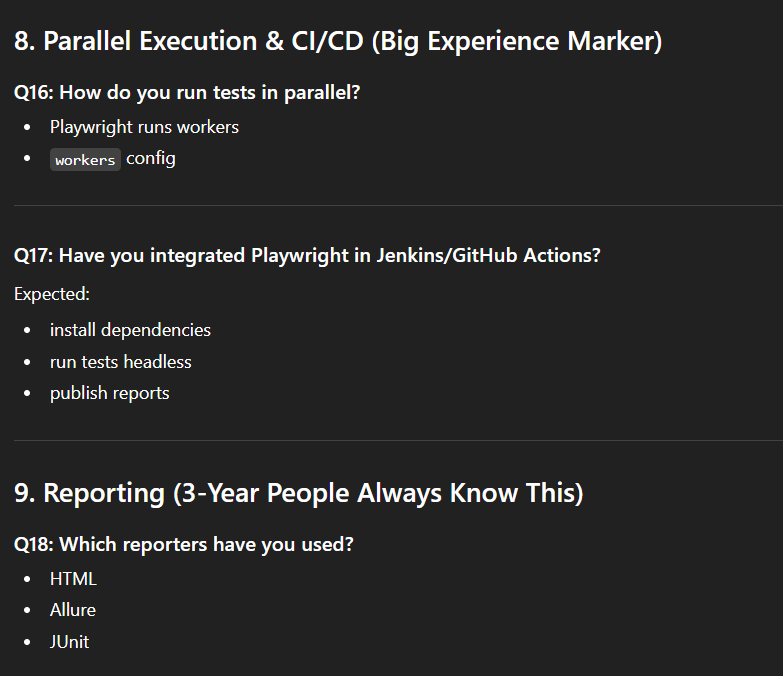 8. Parallel Execution & CI/CD (Big Experience Marker)
Q16: How do you run tests in parallel?
• Playwright runs workers
• workers config
Q17: Have you integrated Playwright in Jenkins/GitHub Actions?
Expected:
• install dependencies
• run tests headless
• publish reports
9. Reporting (3-Year People Always Know This)
Q18: Which reporters have you used?
• HTML
• Allure
• JUnit